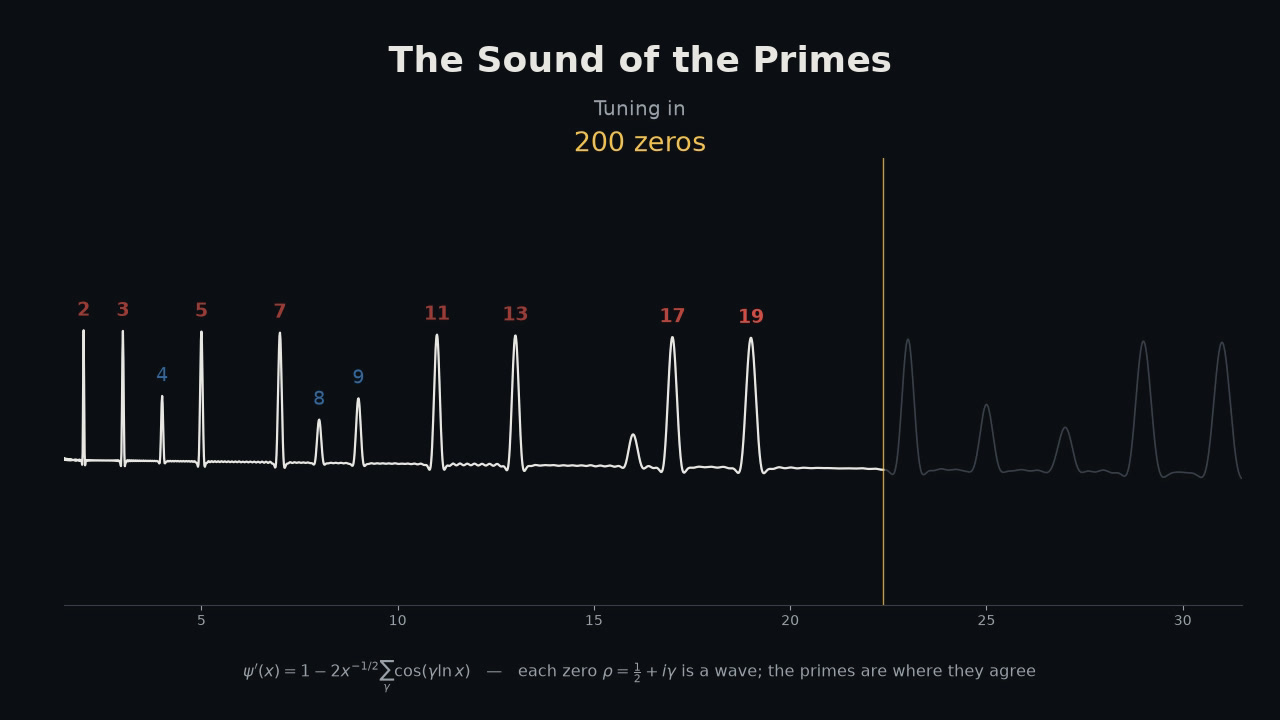 The Sound of the Primes
Tuning in
200 zeros
2 3 5 7 11 13 17 19
4 8 9
5 10 15 20 25 30
ψ′(x) = 1 − 2x^{−1/2} ∑_γ cos(γ ln x) — each zero ρ = ½ + iγ is a wave; the primes are where they agree